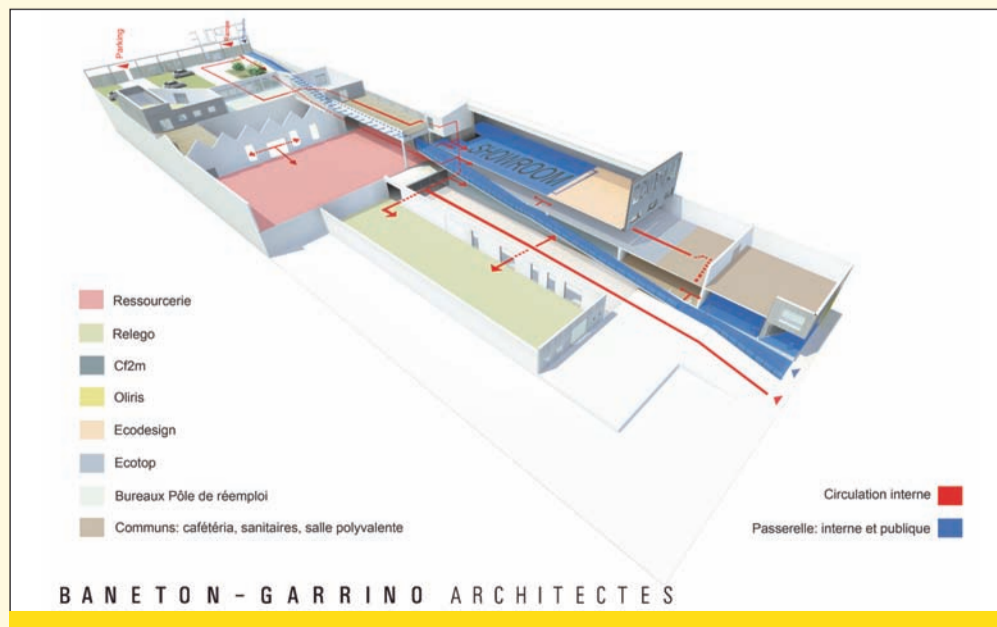 Parking
SHOWROOM
Ressourcerie
Relego
Cf2m
Oliris
Ecodesign
Ecotop
Bureaux Pôle de réemploi
Communs: cafétéria, sanitaires, salle polyvalente
Circulation interne
Passerelle: interne et publique
BANETON – GARRINO ARCHITECTES